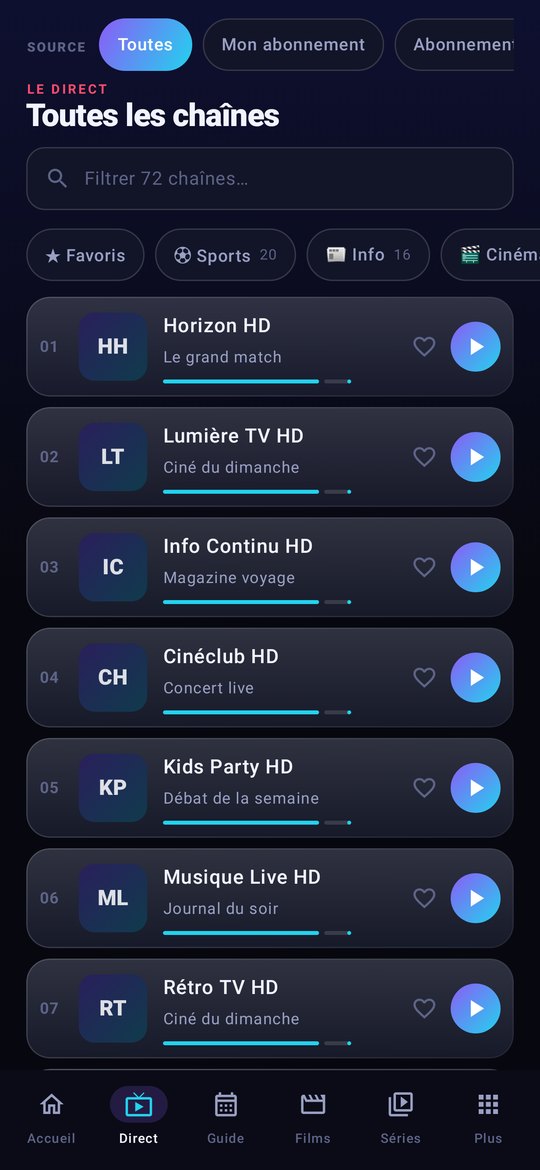 SOURCE Toutes Mon abonnement Abonnement
LE DIRECT
Toutes les chaînes
Filtrer 72 chaînes...
★ Favoris Sports 20 Info 16 Ciném
01 HH Horizon HD
Le grand match
02 LT Lumière TV HD
Ciné du dimanche
03 IC Info Continu HD
Magazine voyage
04 CH Cinéclub HD
Concert live
05 KP Kids Party HD
Débat de la semaine
06 ML Musique Live HD
Journal du soir
07 RT Rétro TV HD
Ciné du dimanche
Accueil Direct Guide Films Séries Plus